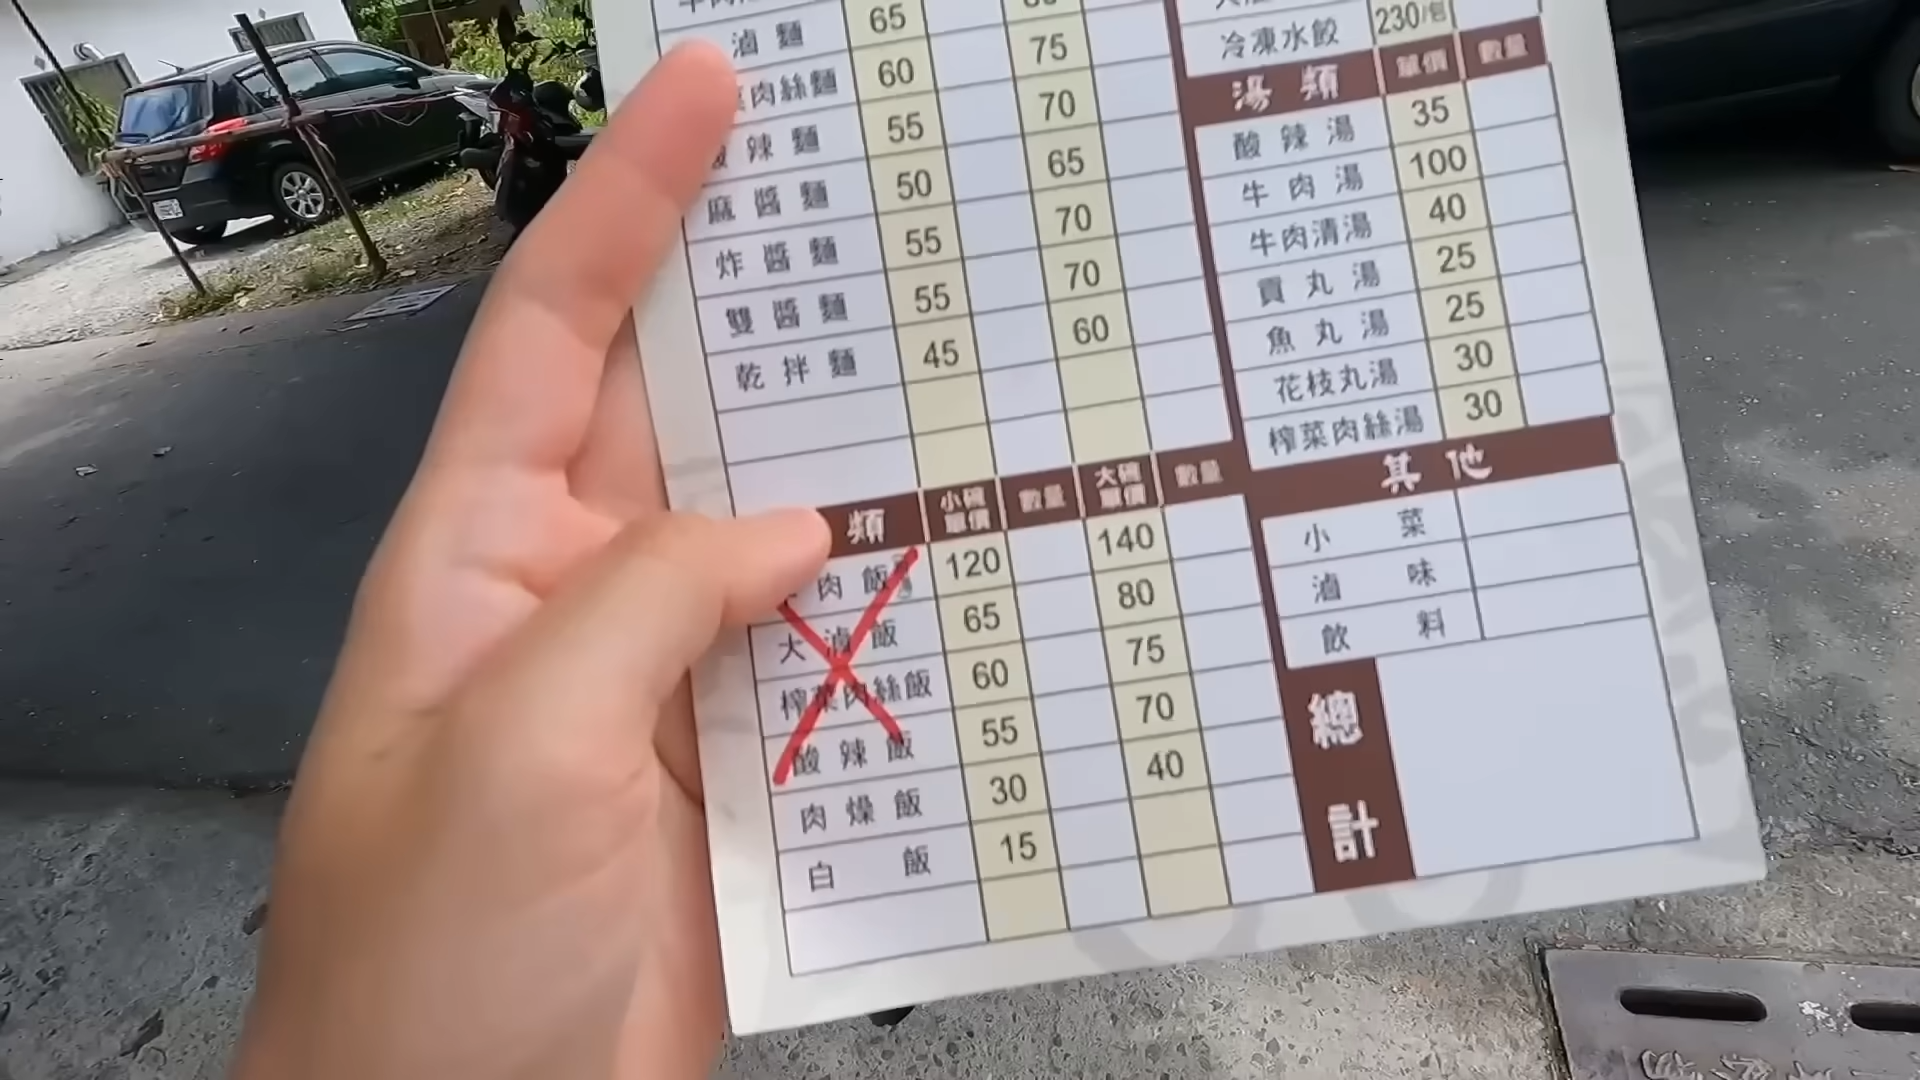 滷麵 65
肉絲麵 60 75
辣麵 55 70
麻醬麵 50 65
炸醬麵 55 70
雙醬麵 55 70
乾拌麵 45 60
類 小碗單價 數量 大碗單價 數量
肉飯 120 140
大滷飯 65 80
榨菜肉絲飯 60 75
酸辣飯 55 70
肉燥飯 30 40
白飯 15
冷凍水餃 230/包
湯類 單價 數量
酸辣湯 35
牛肉湯 100
牛肉清湯 40
貢丸湯 25
魚丸湯 25
花枝丸湯 30
榨菜肉絲湯 30
其他
小菜
滷味
飲料
總計